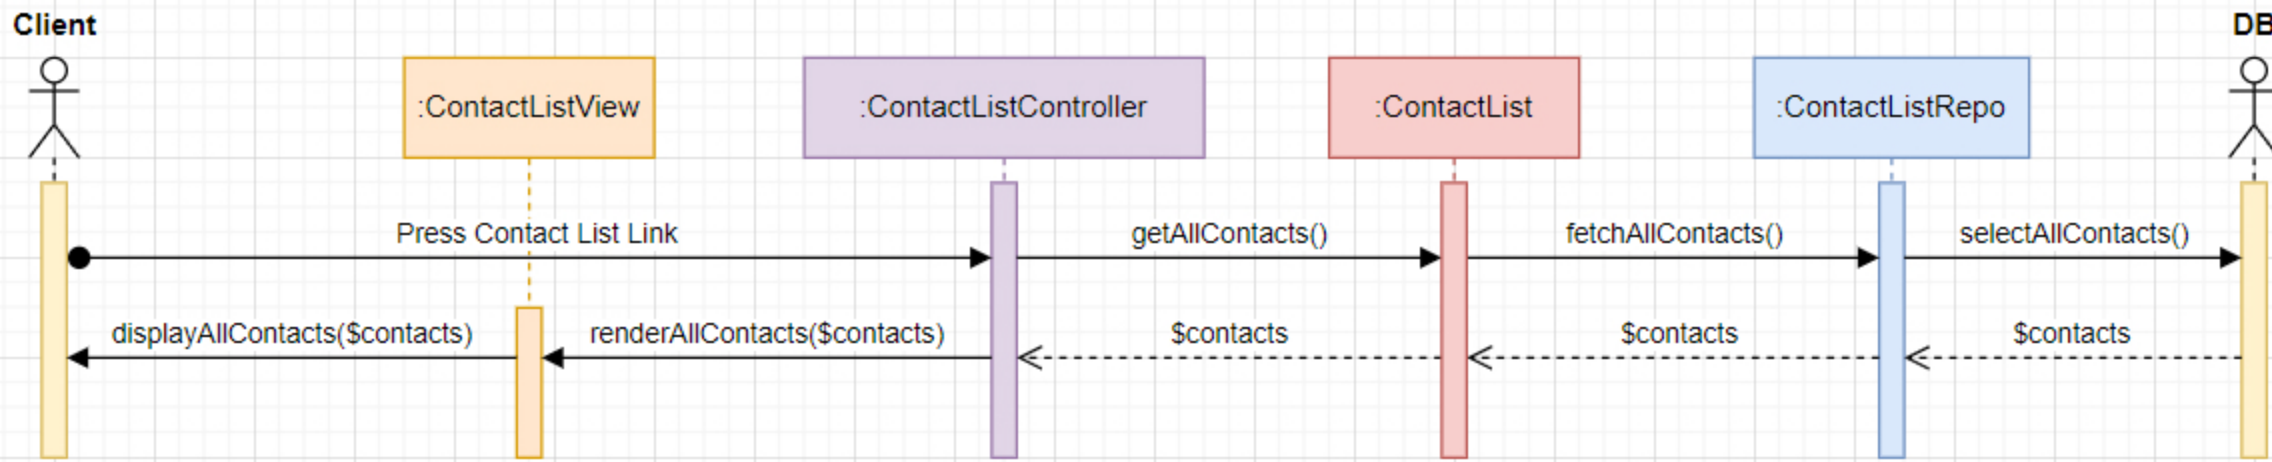 Client
DB
:ContactListView
:ContactListController
:ContactList
:ContactListRepo
Press Contact List Link
getAllContacts()
fetchAllContacts()
selectAllContacts()
displayAllContacts($contacts)
renderAllContacts($contacts)
$contacts
$contacts
$contacts